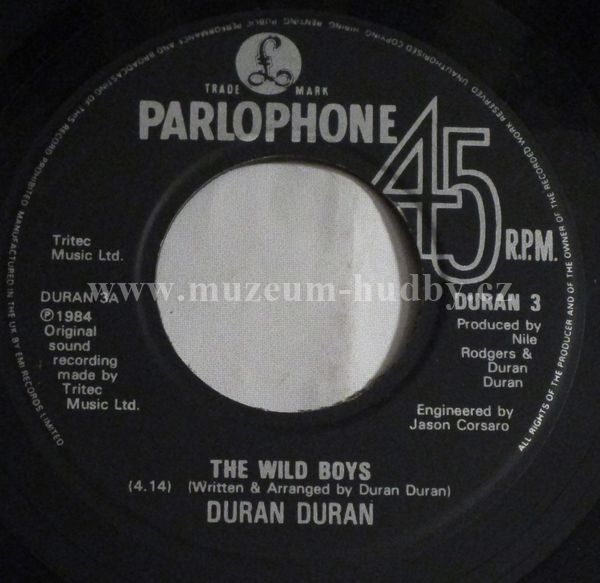 UNAUTHORISED COPYING, HIRING, RENTING, PUBLIC PERFORMANCE AND BROADCASTING OF THIS RECORD PROHIBITED
MANUFACTURED IN THE UK BY EMI RECORDS LIMITED
ALL RIGHTS OF THE PRODUCER AND OF THE OWNER OF THE RECORDED WORK RESERVED
£
TRADE MARK
PARLOPHONE
45
R.P.M.
Tritec
Music Ltd.
www.muzeum-hudby.cz
DURAN 3A
℗ 1984
Original
sound
recording
made by
Tritec
Music Ltd.
DURAN 3
Produced by
Nile
Rodgers &
Duran
Duran
Engineered by
Jason Corsaro
THE WILD BOYS
(4.14) (Written & Arranged by Duran Duran)
DURAN DURAN